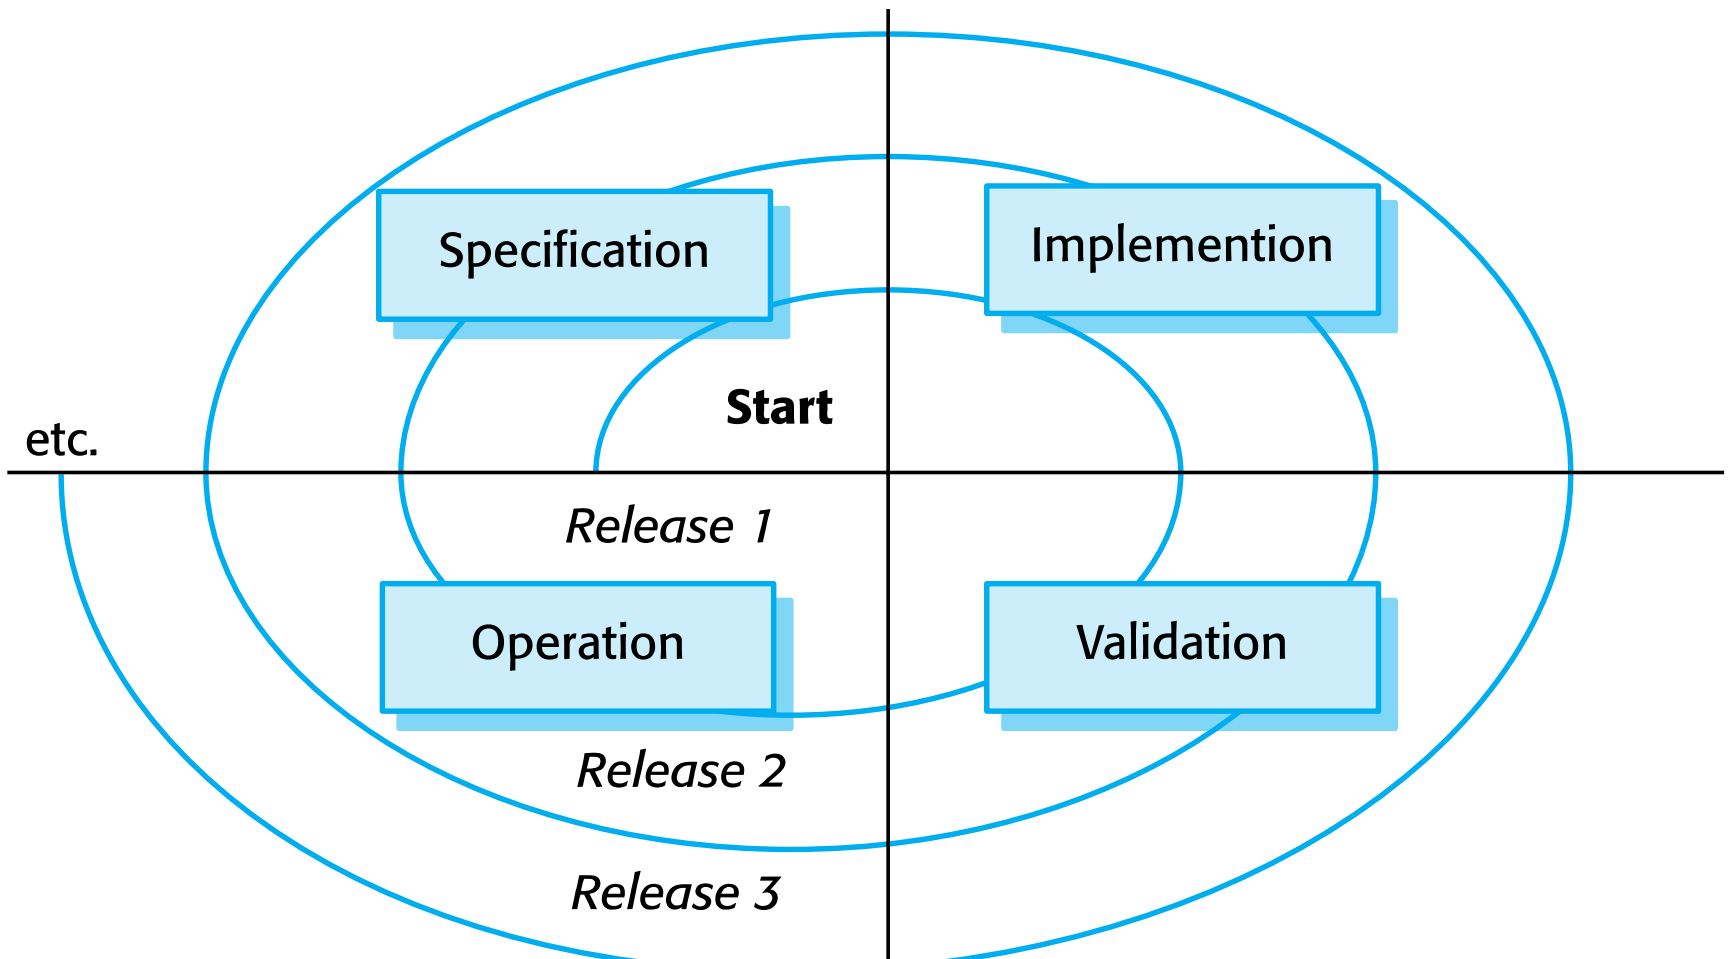 Specification
Implemention
Start
etc.
Release 1
Operation
Validation
Release 2
Release 3